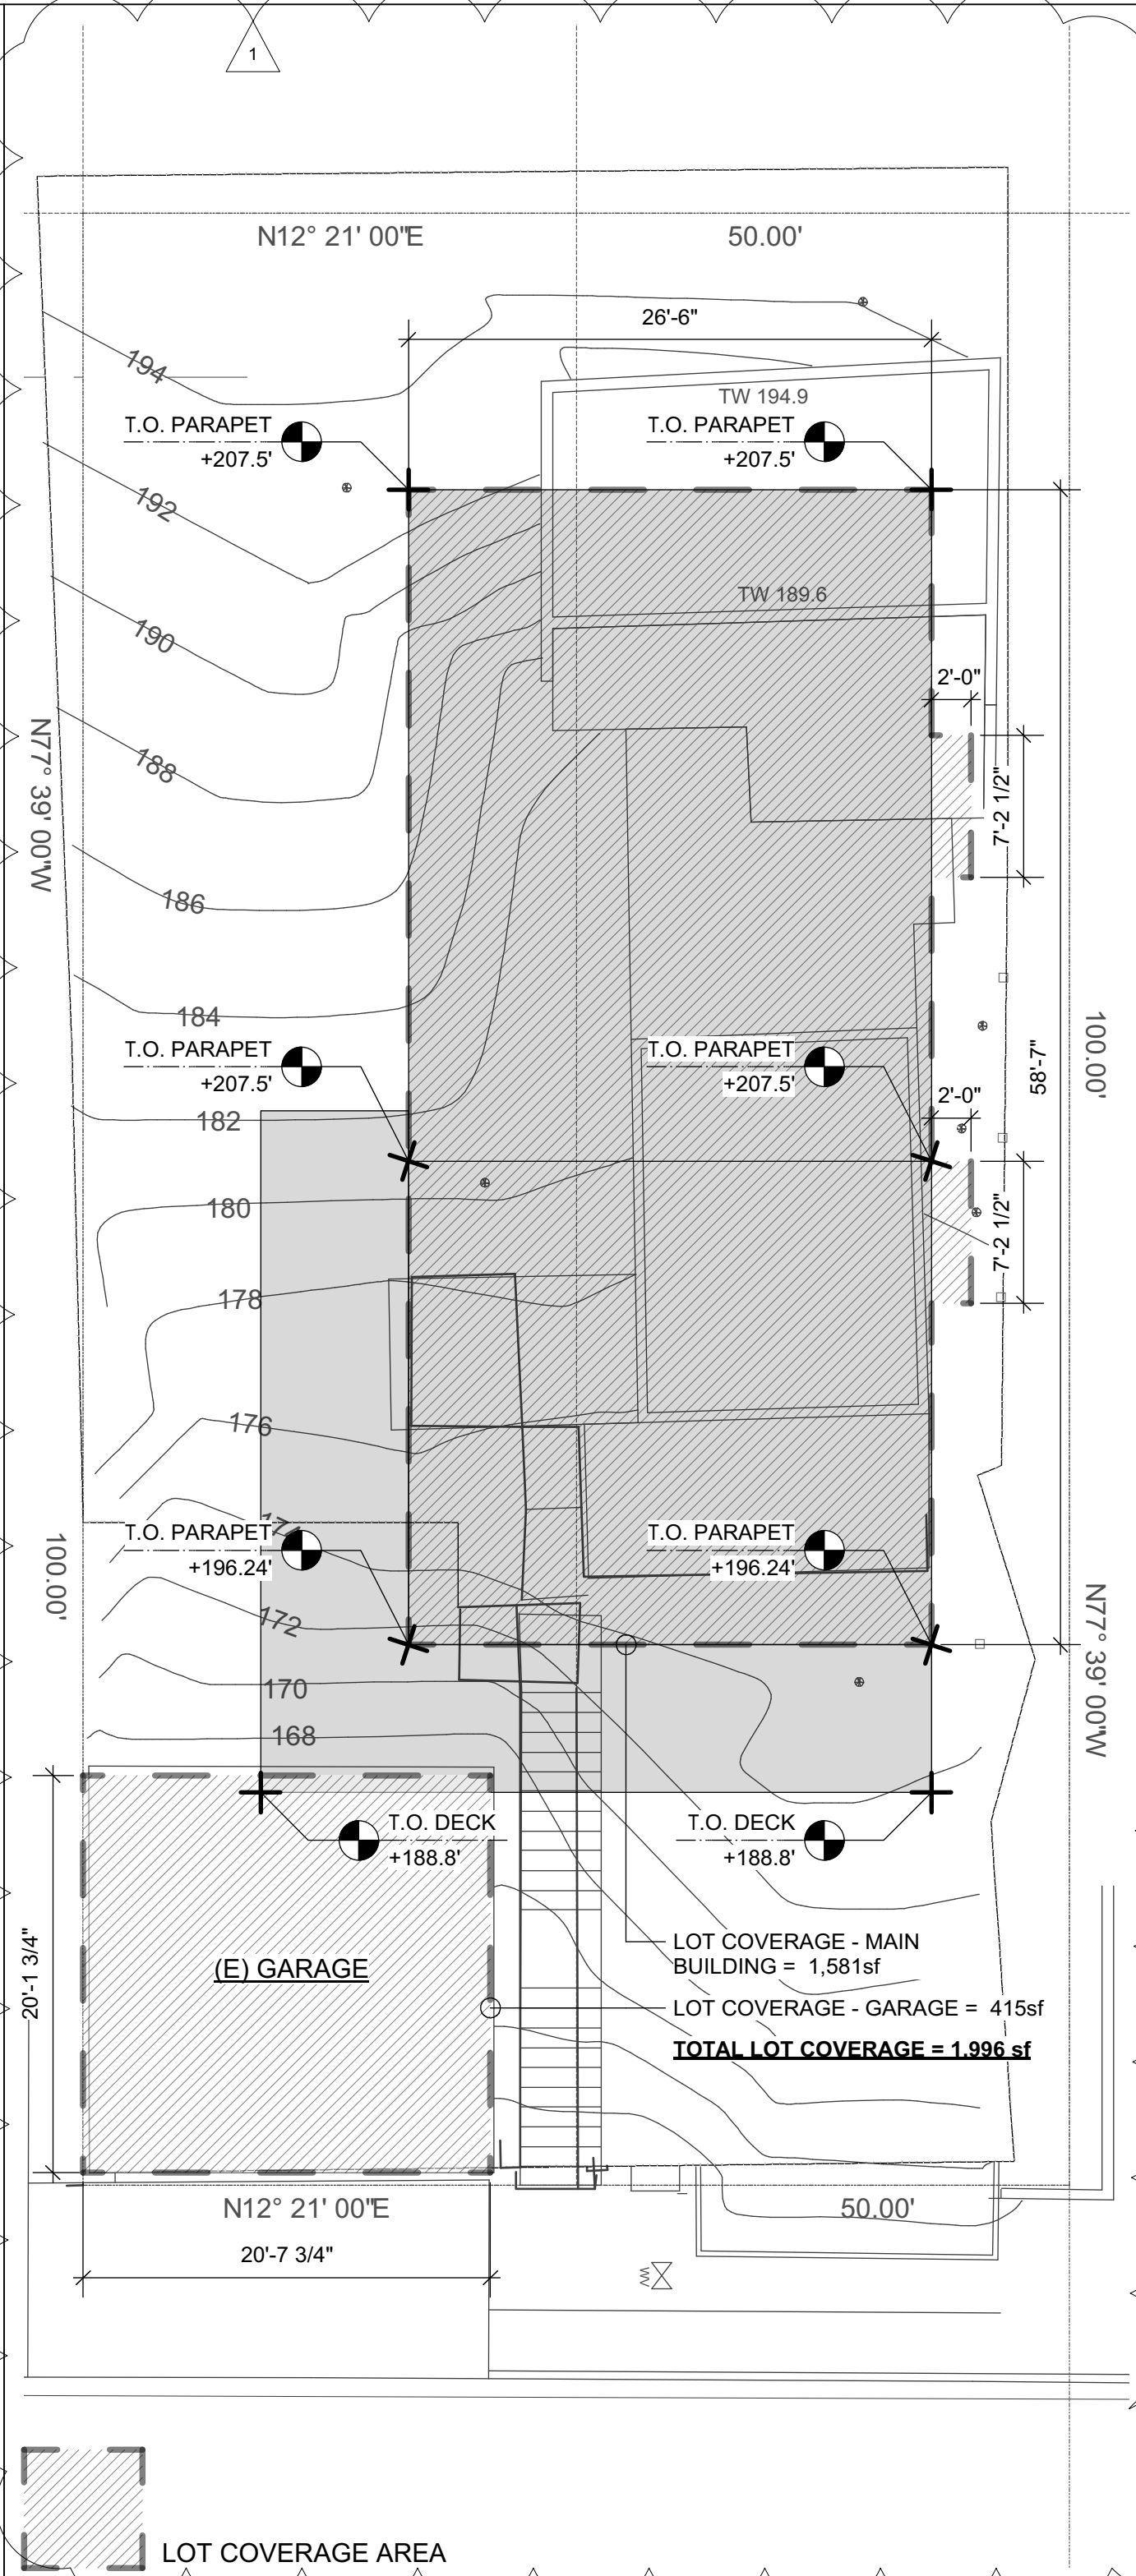 1
N12° 21' 00"E
50.00'
26'-6"
194
TW 194.9
T.O. PARAPET
+207.5'
T.O. PARAPET
+207.5'
192
TW 189.6
190
2'-0"
188
7'-2 1/2"
N77° 39' 00"W
186
184
T.O. PARAPET
+207.5'
T.O. PARAPET
+207.5'
58'-7"
100.00'
2'-0"
182
180
7'-2 1/2"
178
176
T.O. PARAPET
+196.24'
T.O. PARAPET
+196.24'
100.00'
172
N77° 39' 00"W
170
168
T.O. DECK
+188.8'
T.O. DECK
+188.8'
LOT COVERAGE - MAIN
BUILDING = 1,581sf
(E) GARAGE
20'-1 3/4"
LOT COVERAGE - GARAGE = 415sf
TOTAL LOT COVERAGE = 1,996 sf
N12° 21' 00"E
50.00'
20'-7 3/4"
W
LOT COVERAGE AREA